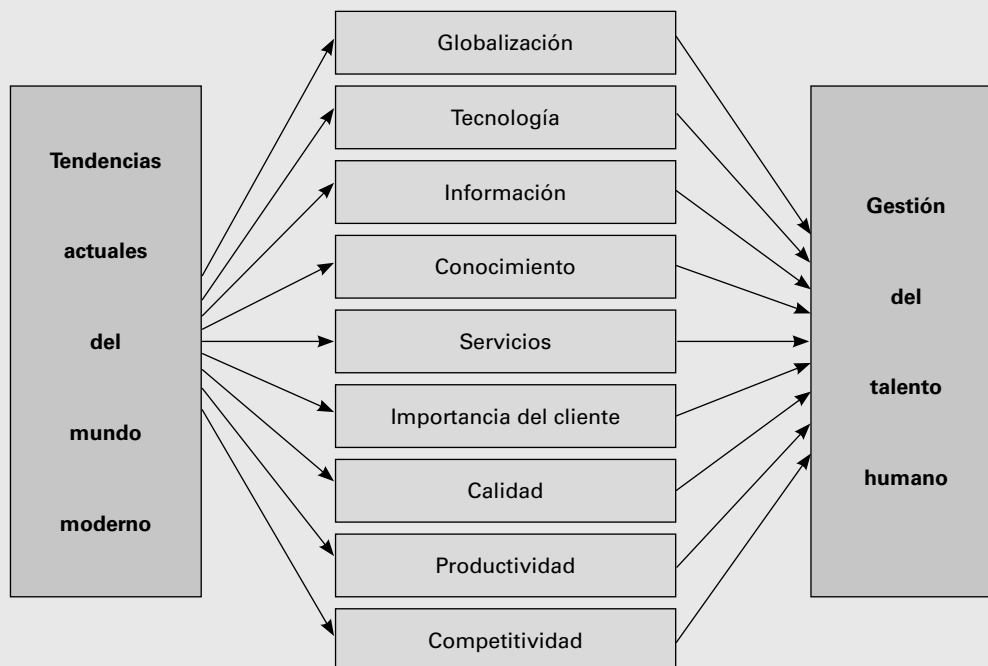 Tendencias
actuales
del
mundo
moderno
Globalización
Tecnología
Información
Conocimiento
Servicios
Importancia del cliente
Calidad
Productividad
Competitividad
Gestión
del
talento
humano